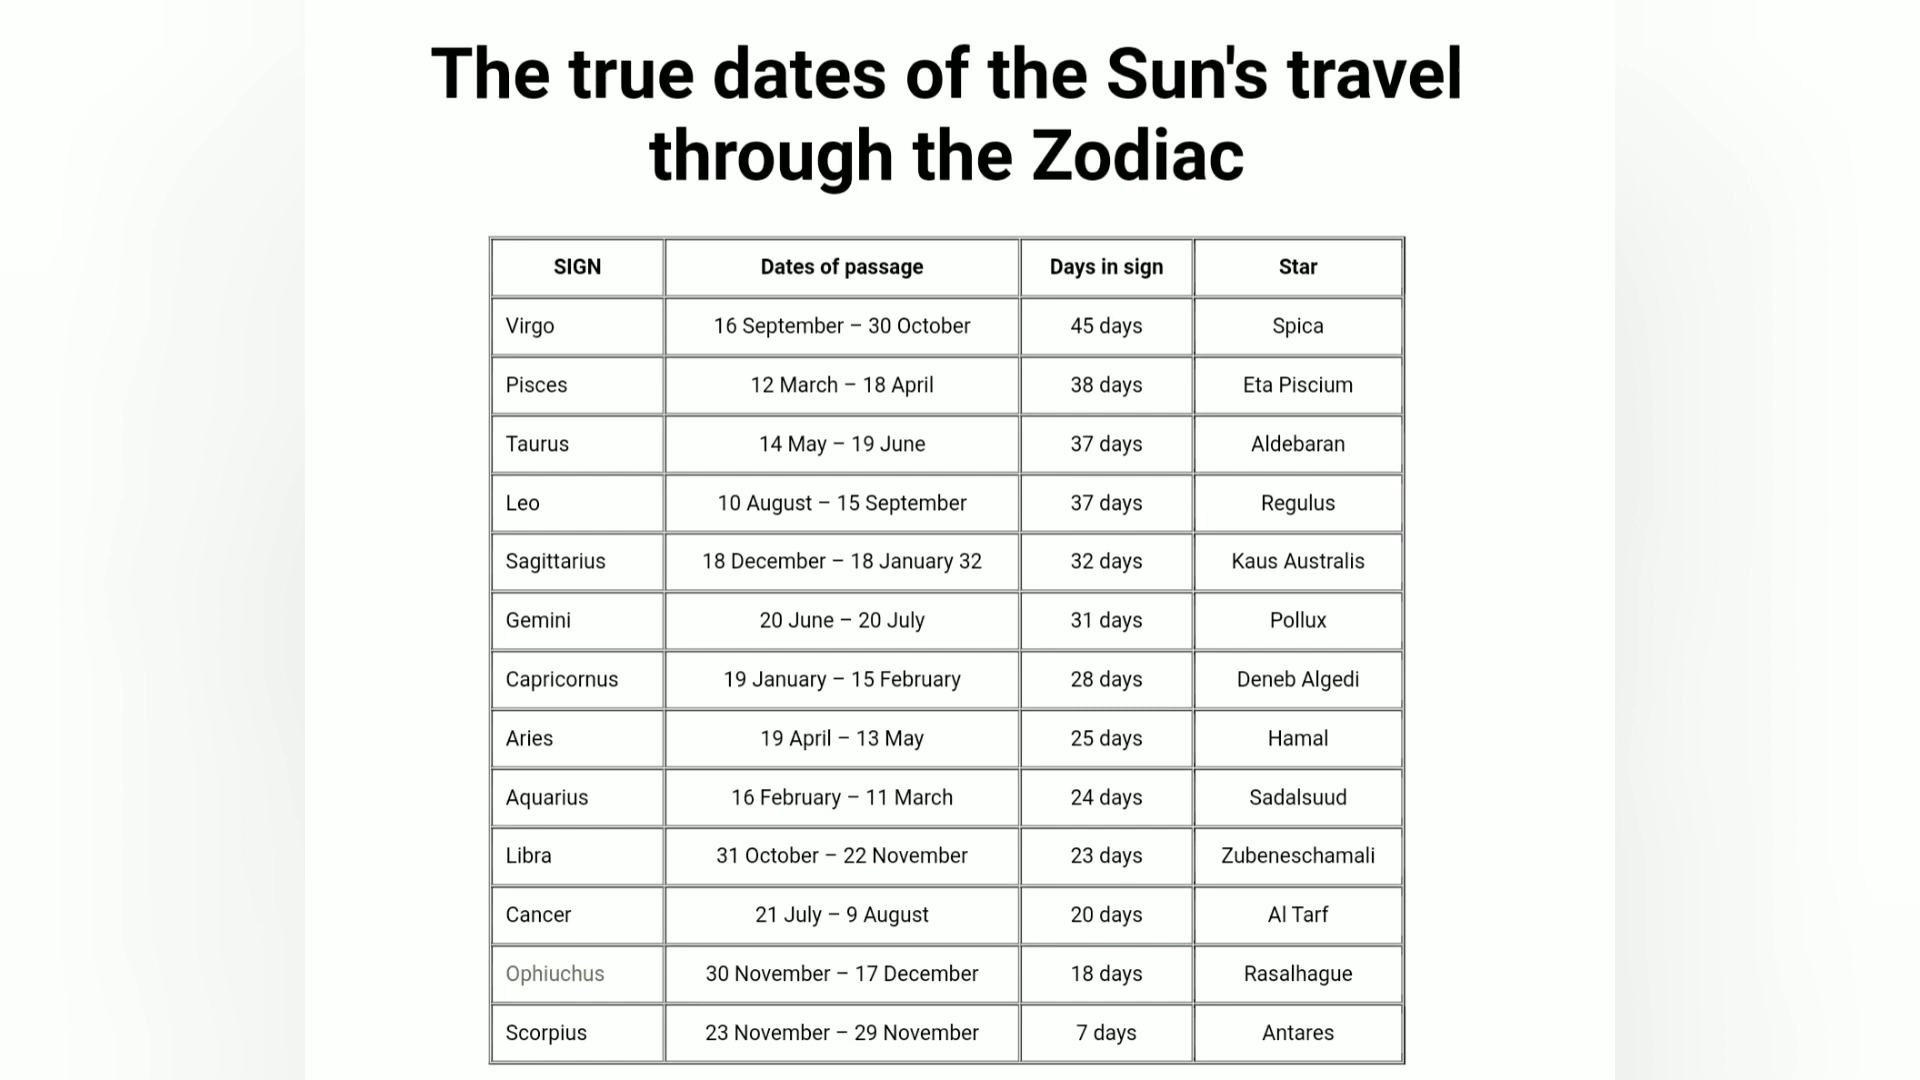 The true dates of the Sun's travel
through the Zodiac
SIGN Dates of passage Days in sign Star
Virgo 16 September – 30 October 45 days Spica
Pisces 12 March – 18 April 38 days Eta Piscium
Taurus 14 May – 19 June 37 days Aldebaran
Leo 10 August – 15 September 37 days Regulus
Sagittarius 18 December – 18 January 32 32 days Kaus Australis
Gemini 20 June – 20 July 31 days Pollux
Capricornus 19 January – 15 February 28 days Deneb Algedi
Aries 19 April – 13 May 25 days Hamal
Aquarius 16 February – 11 March 24 days Sadalsuud
Libra 31 October – 22 November 23 days Zubeneschamali
Cancer 21 July – 9 August 20 days Al Tarf
Ophiuchus 30 November – 17 December 18 days Rasalhague
Scorpius 23 November – 29 November 7 days Antares